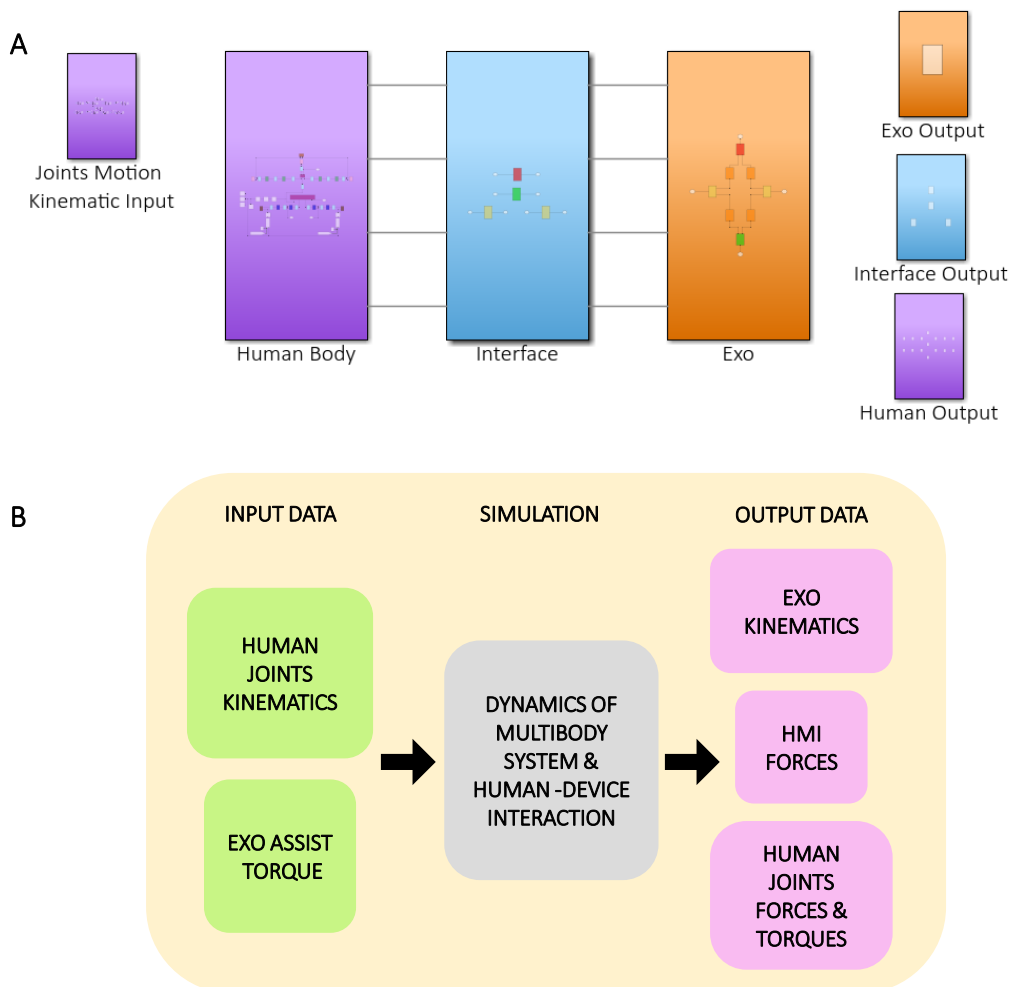 A
Joints Motion
Kinematic Input
Human Body
Interface
Exo
Exo Output
Interface Output
Human Output
B
INPUT DATA
SIMULATION
OUTPUT DATA
HUMAN
JOINTS
KINEMATICS
EXO ASSIST
TORQUE
DYNAMICS OF
MULTIBODY
SYSTEM &
HUMAN -DEVICE
INTERACTION
EXO
KINEMATICS
HMI
FORCES
HUMAN
JOINTS
FORCES &
TORQUES